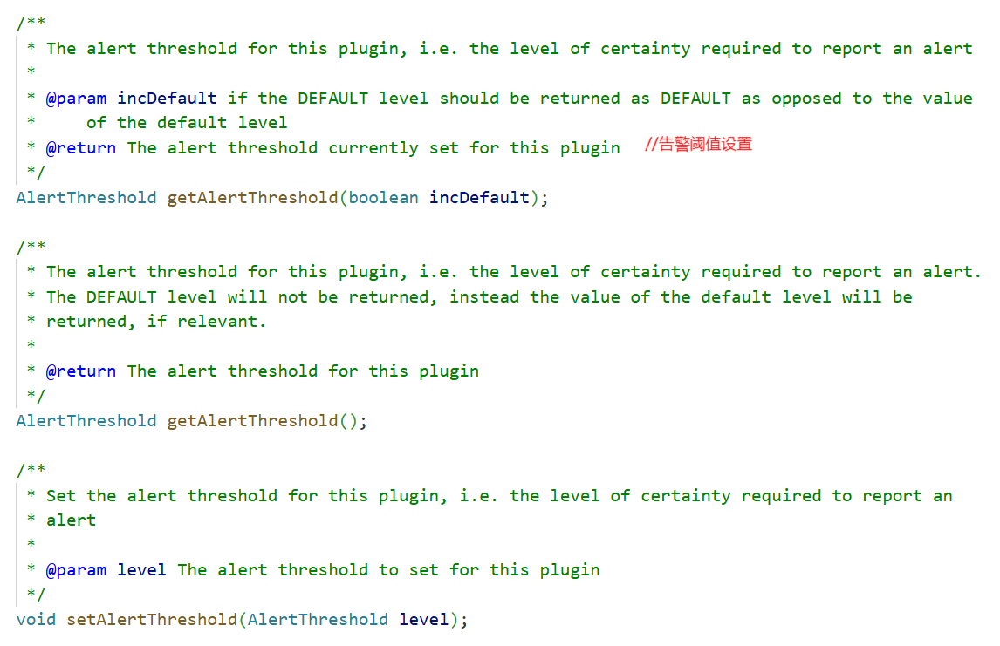 /**
* The alert threshold for this plugin, i.e. the level of certainty required to report an alert
*
* @param incDefault if the DEFAULT level should be returned as DEFAULT as opposed to the value
*     of the default level
* @return The alert threshold currently set for this plugin //告警阈值设置
*/
AlertThreshold getAlertThreshold(boolean incDefault);
/**
* The alert threshold for this plugin, i.e. the level of certainty required to report an alert.
* The DEFAULT level will not be returned, instead the value of the default level will be
* returned, if relevant.
*
* @return The alert threshold for this plugin
*/
AlertThreshold getAlertThreshold();
/**
* Set the alert threshold for this plugin, i.e. the level of certainty required to report an
* alert
*
* @param level The alert threshold to set for this plugin
*/
void setAlertThreshold(AlertThreshold level);